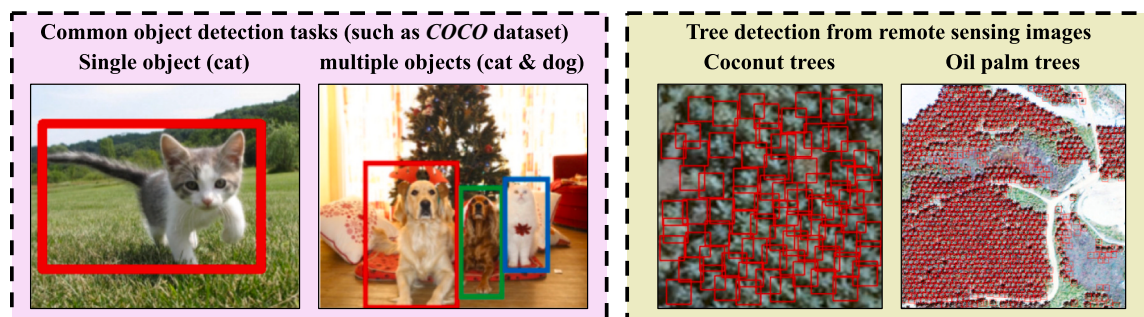 Common object detection tasks (such as COCO dataset)
Single object (cat)
multiple objects (cat & dog)
Tree detection from remote sensing images
Coconut trees
Oil palm trees